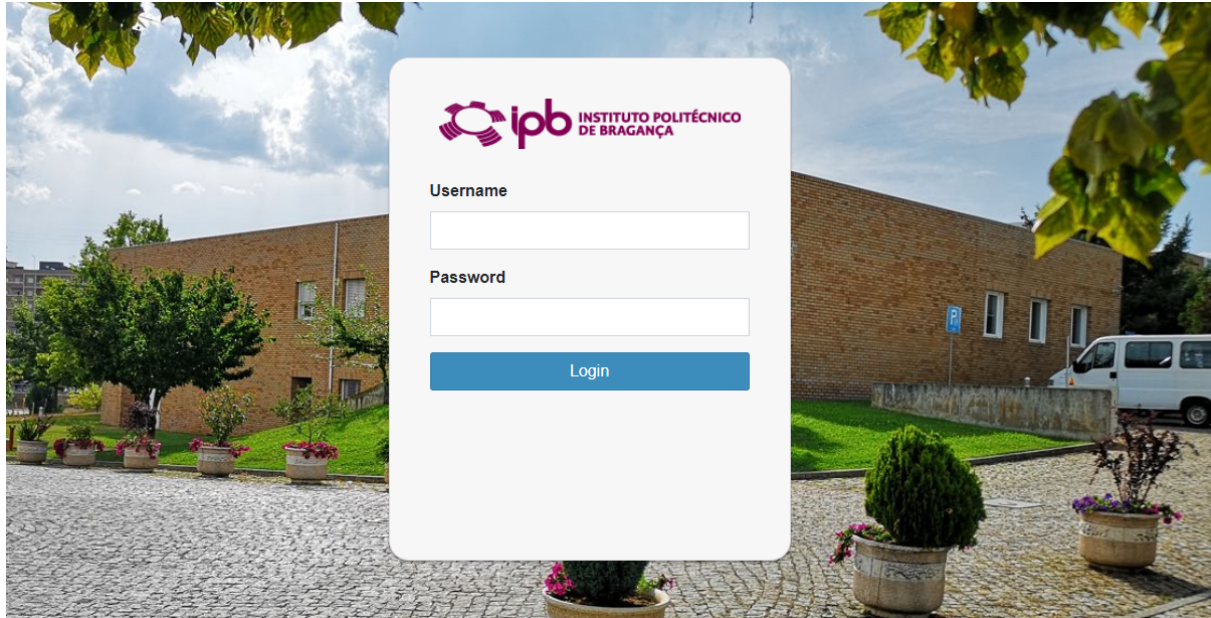 ipb INSTITUTO POLITÉCNICO
DE BRAGANÇA
Username
Password
Login
P